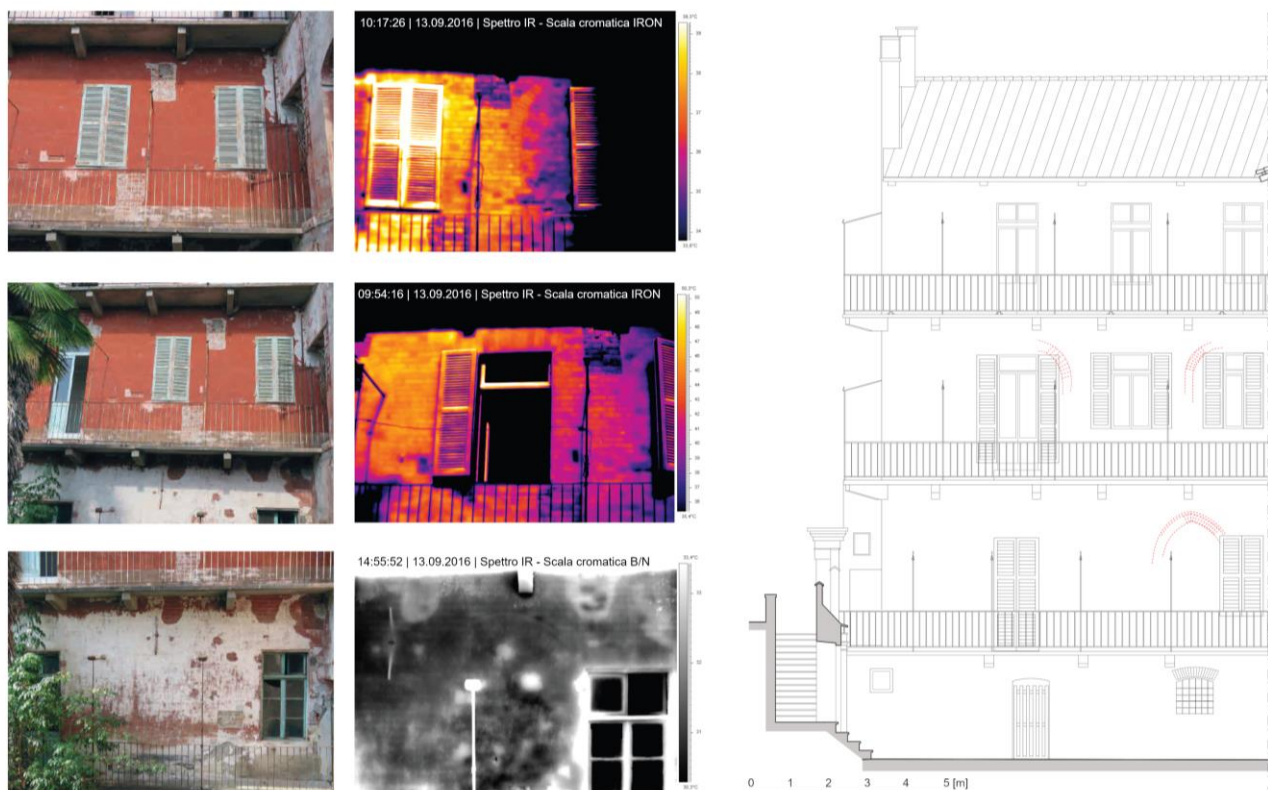 10:17:26 | 13.09.2016 | Spettro IR - Scala cromatica IRON
09:54:16 | 13.09.2016 | Spettro IR - Scala cromatica IRON
14:55:52 | 13.09.2016 | Spettro IR - Scala cromatica B/N
0 1 2 3 4 5 [m]